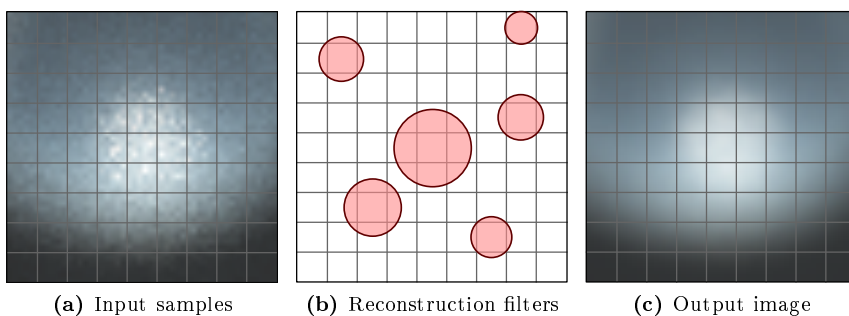 (a) Input samples
(b) Reconstruction filters
(c) Output image